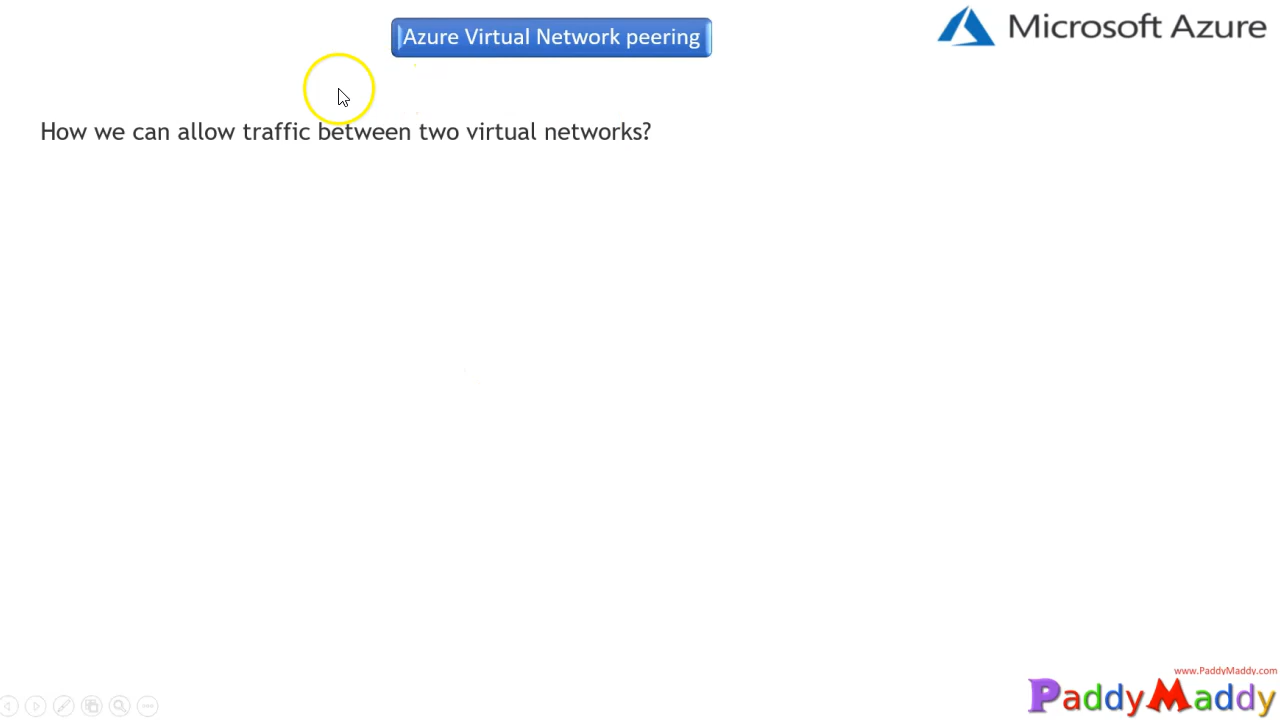 Azure Virtual Network peering
Microsoft Azure
How we can allow traffic between two virtual networks?
www.PaddyMaddy.com
PaddyMaddy